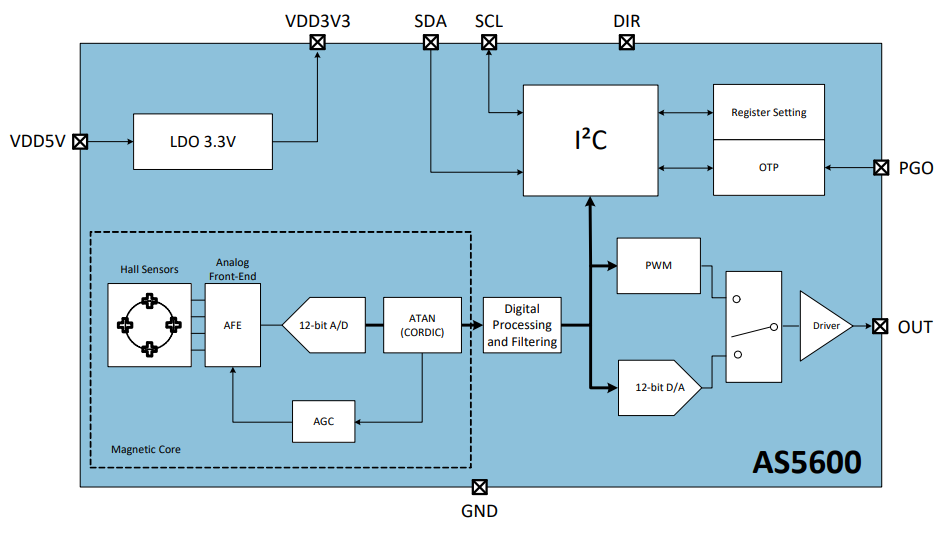 VDD3V3
SDA
SCL
DIR
VDD5V
LDO 3.3V
I²C
Register Setting
OTP
PGO
Hall Sensors
Analog
Front-End
AFE
12-bit A/D
ATAN
(CORDIC)
Digital
Processing
and Filtering
PWM
12-bit D/A
Driver
OUT
AGC
Magnetic Core
AS5600
GND